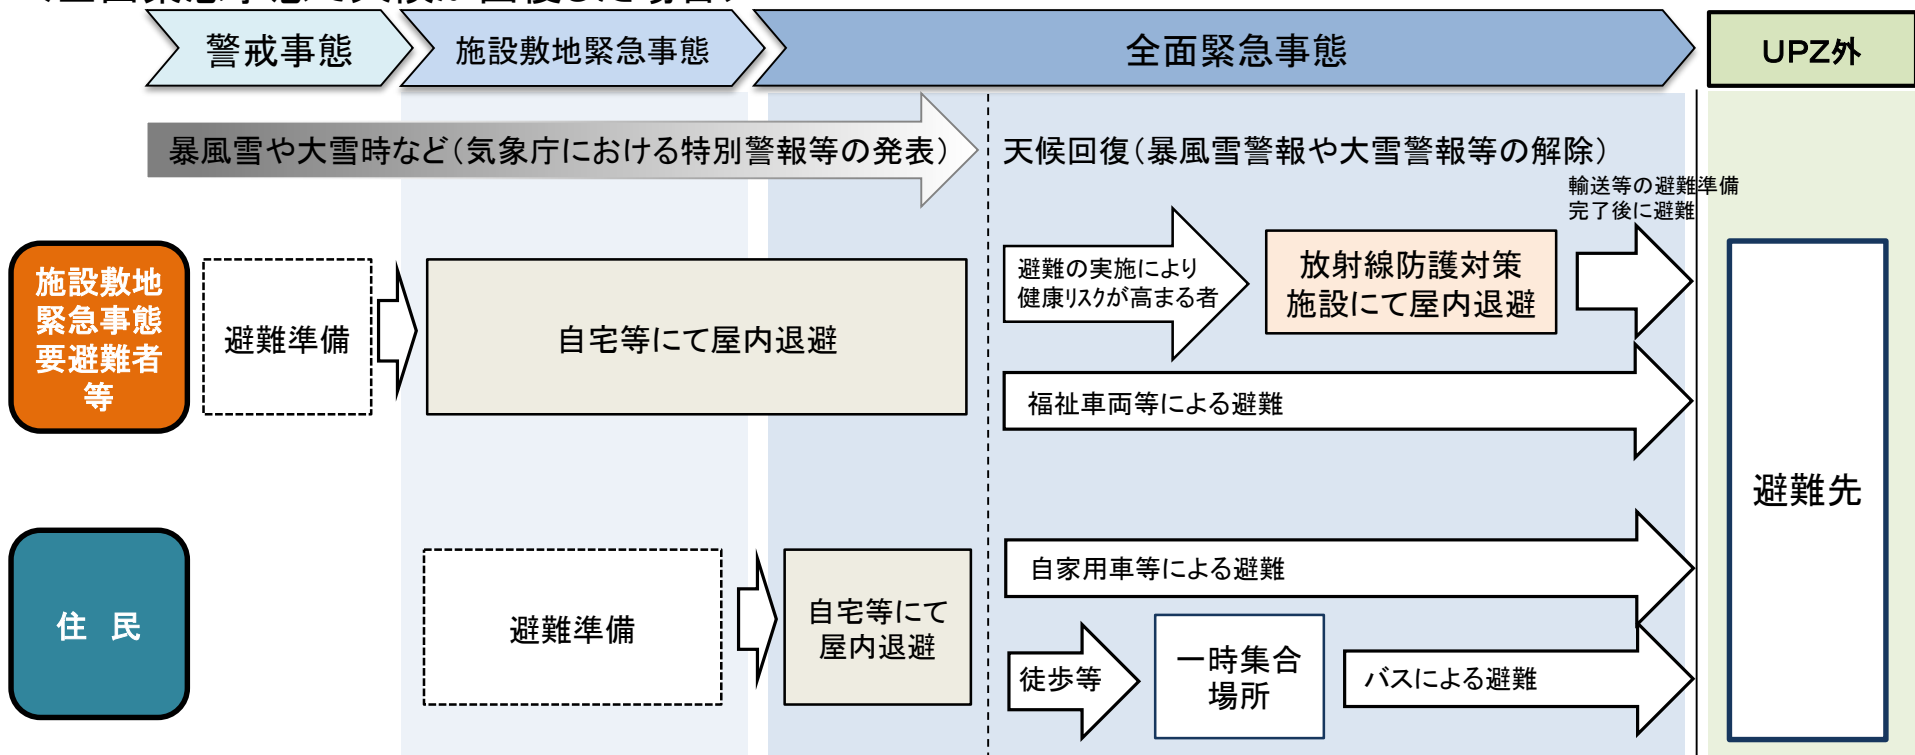 警戒事態
施設敷地緊急事態
全面緊急事態
UPZ外
暴風雪や大雪時など(気象庁における特別警報等の発表)
天候回復(暴風雪警報や大雪警報等の解除)
輸送等の避難準備
完了後に避難
施設敷地
緊急事態
要避難者
等
避難準備
自宅等にて屋内退避
避難の実施により
健康リスクが高まる者
放射線防護対策
施設にて屋内退避
福祉車両等による避難
避難先
住 民
避難準備
自宅等にて
屋内退避
自家用車等による避難
徒歩等
一時集合
場所
バスによる避難